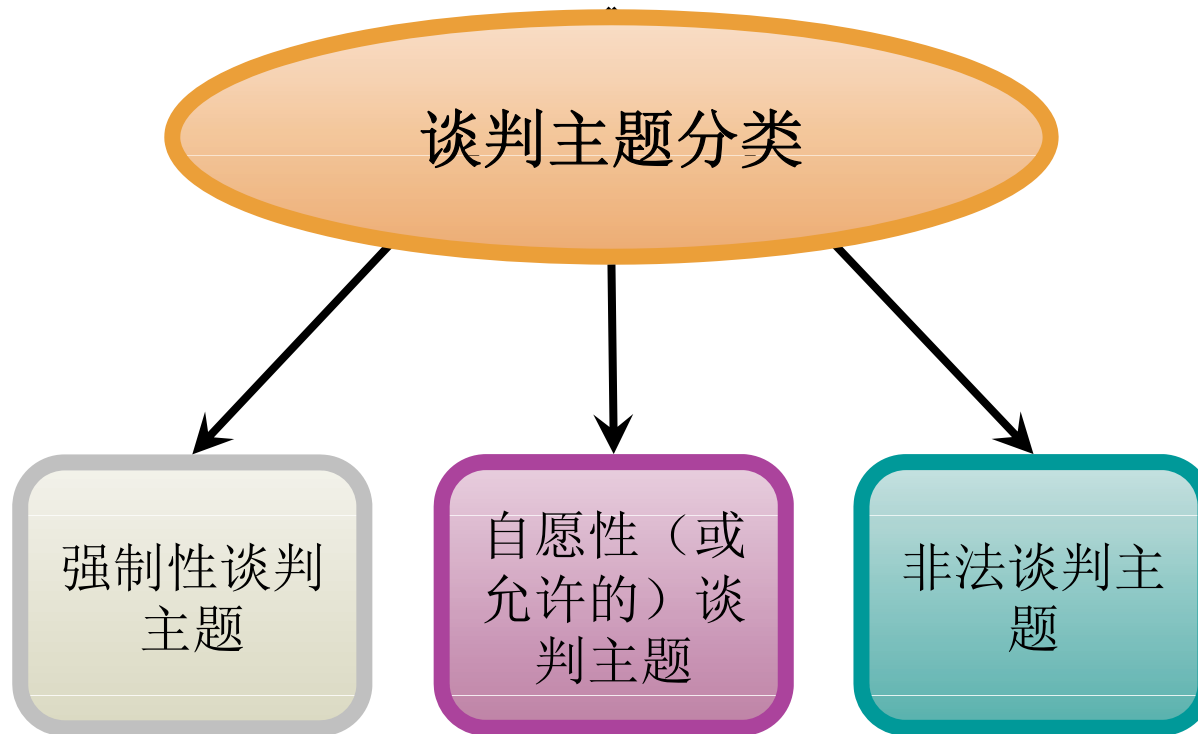 谈判主题分类
强制性谈判
主题
自愿性（或
允许的）谈
判主题
非法谈判主
题